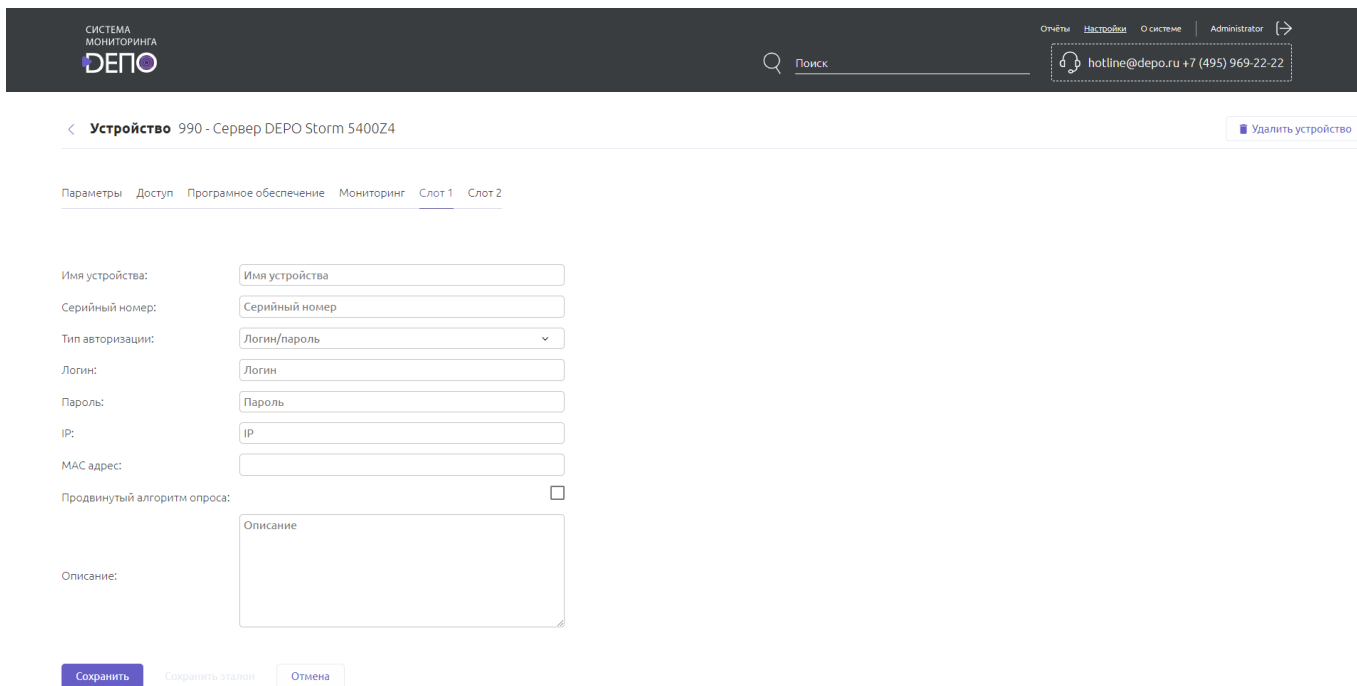 СИСТЕМА
МОНИТОРИНГА
DЕПО
Отчёты Настройки О системе Administrator
Поиск
hotline@depo.ru +7 (495) 969-22-22
Устройство 990 - Сервер DEPO Storm 5400Z4
Удалить устройство
Параметры Доступ Програмное обеспечение Мониторинг Слот 1 Слот 2
Имя устройства: Имя устройства
Серийный номер: Серийный номер
Тип авторизации: Логин/пароль
Логин: Логин
Пароль: Пароль
IP: IP
MAC адрес:
Продвинутый алгоритм опроса:
Описание
Описание:
Сохранить Сохранить эталон Отмена